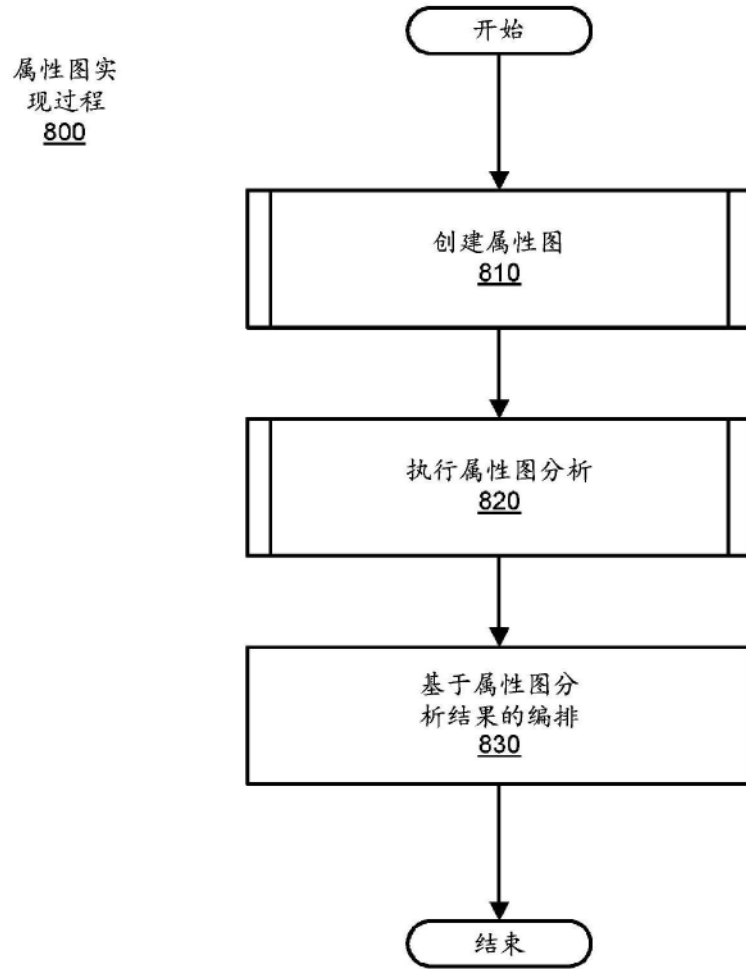 开始
属性图实
现过程
800
创建属性图
810
执行属性图分析
820
基于属性图分
析结果的编排
830
结束